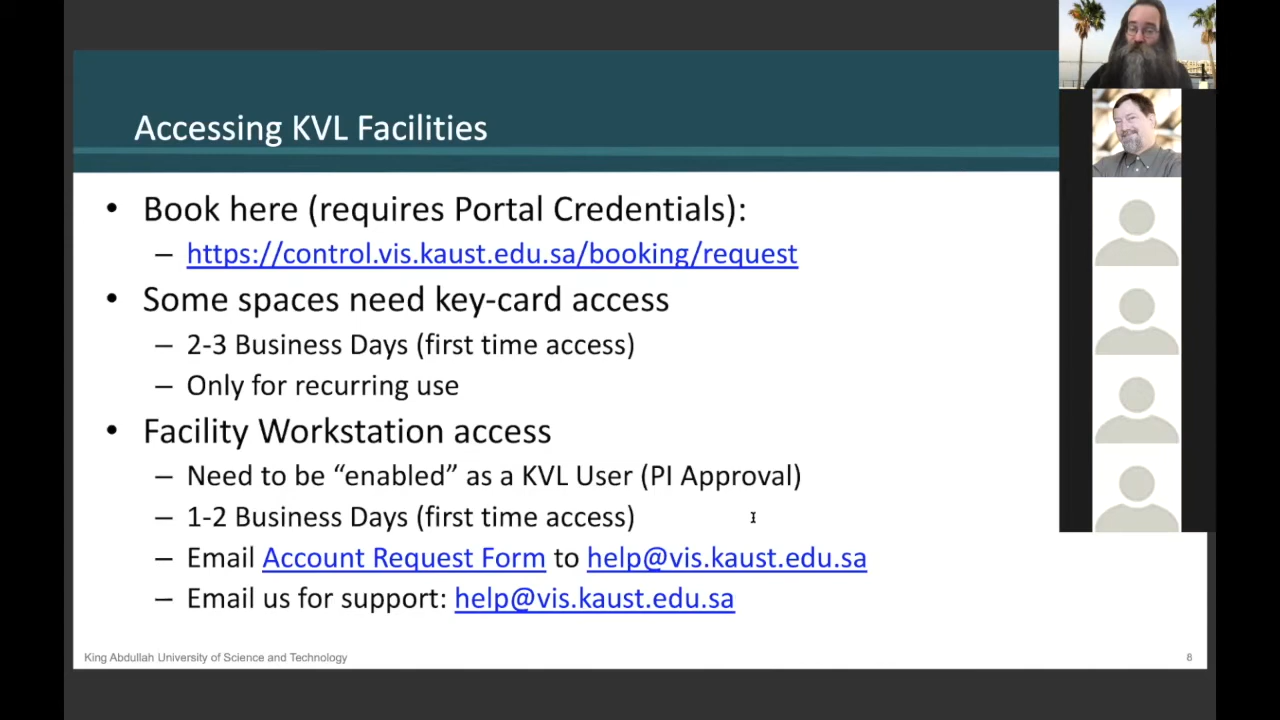 Accessing KVL Facilities
• Book here (requires Portal Credentials):
– https://control.vis.kaust.edu.sa/booking/request
• Some spaces need key-card access
– 2-3 Business Days (first time access)
– Only for recurring use
• Facility Workstation access
– Need to be “enabled” as a KVL User (PI Approval)
– 1-2 Business Days (first time access)
– Email Account Request Form to help@vis.kaust.edu.sa
– Email us for support: help@vis.kaust.edu.sa
King Abdullah University of Science and Technology
8